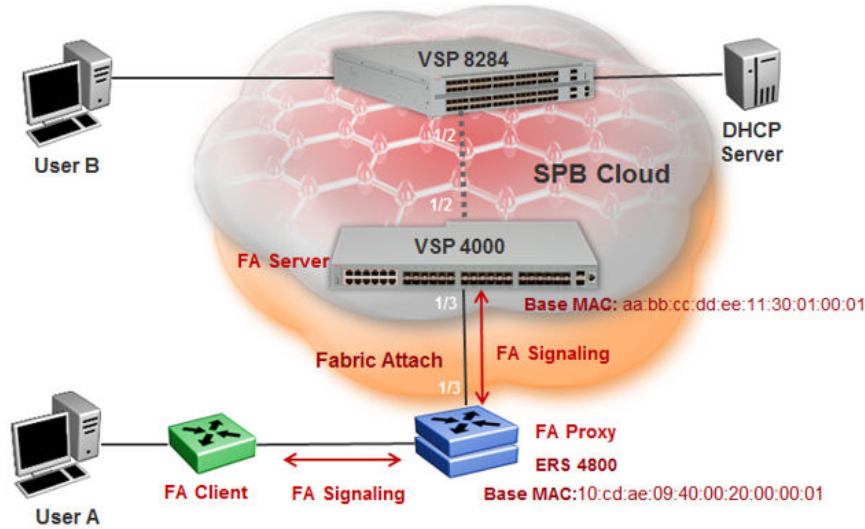 VSP 8284
User B
DHCP
Server
1/2
SPB Cloud
1/2
VSP 4000
FA Server
1/3
Base MAC: aa:bb:cc:dd:ee:11:30:01:00:01
Fabric Attach
FA Signaling
1/3
FA Proxy
ERS 4800
FA Client
FA Signaling
Base MAC:10:cd:ae:09:40:00:20:00:00:01
User A